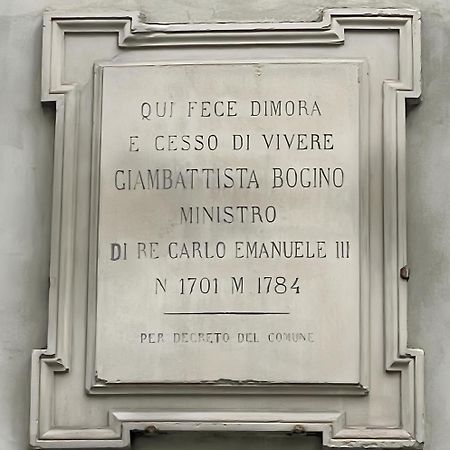 QUI FECE DIMORA
E CESSO DI VIVERE
GIAMBATTISTA BOGINO
MINISTRO
DI RE CARLO EMANUELE III
N 1701 M 1784
PER DECRETO DEL COMUNE